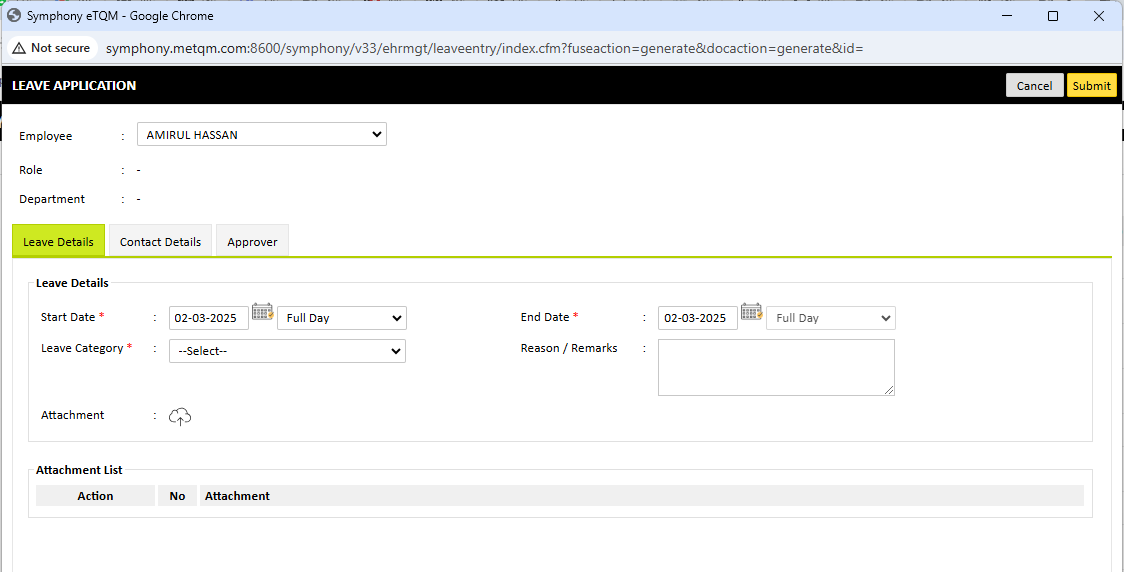 Symphony eTQM - Google Chrome
Not secure symphony.metqm.com:8600/symphony/v33/ehrmgt/leaveentry/index.cfm?fuseaction=generate&docaction=generate&id=
LEAVE APPLICATION Cancel Submit
Employee : AMIRUL HASSAN
Role : -
Department : -
Leave Details Contact Details Approver
Leave Details
Start Date * : 02-03-2025 Full Day End Date * : 02-03-2025 Full Day
Leave Category * : --Select-- Reason / Remarks :
Attachment :
Attachment List
Action No Attachment